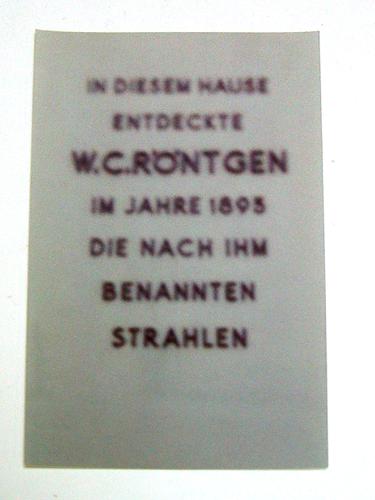 IN DIESEM HAUSE
ENTDECKTE
W.C.RÖNTGEN
IM JAHRE 1895
DIE NACH IHM
BENANNTEN
STRAHLEN